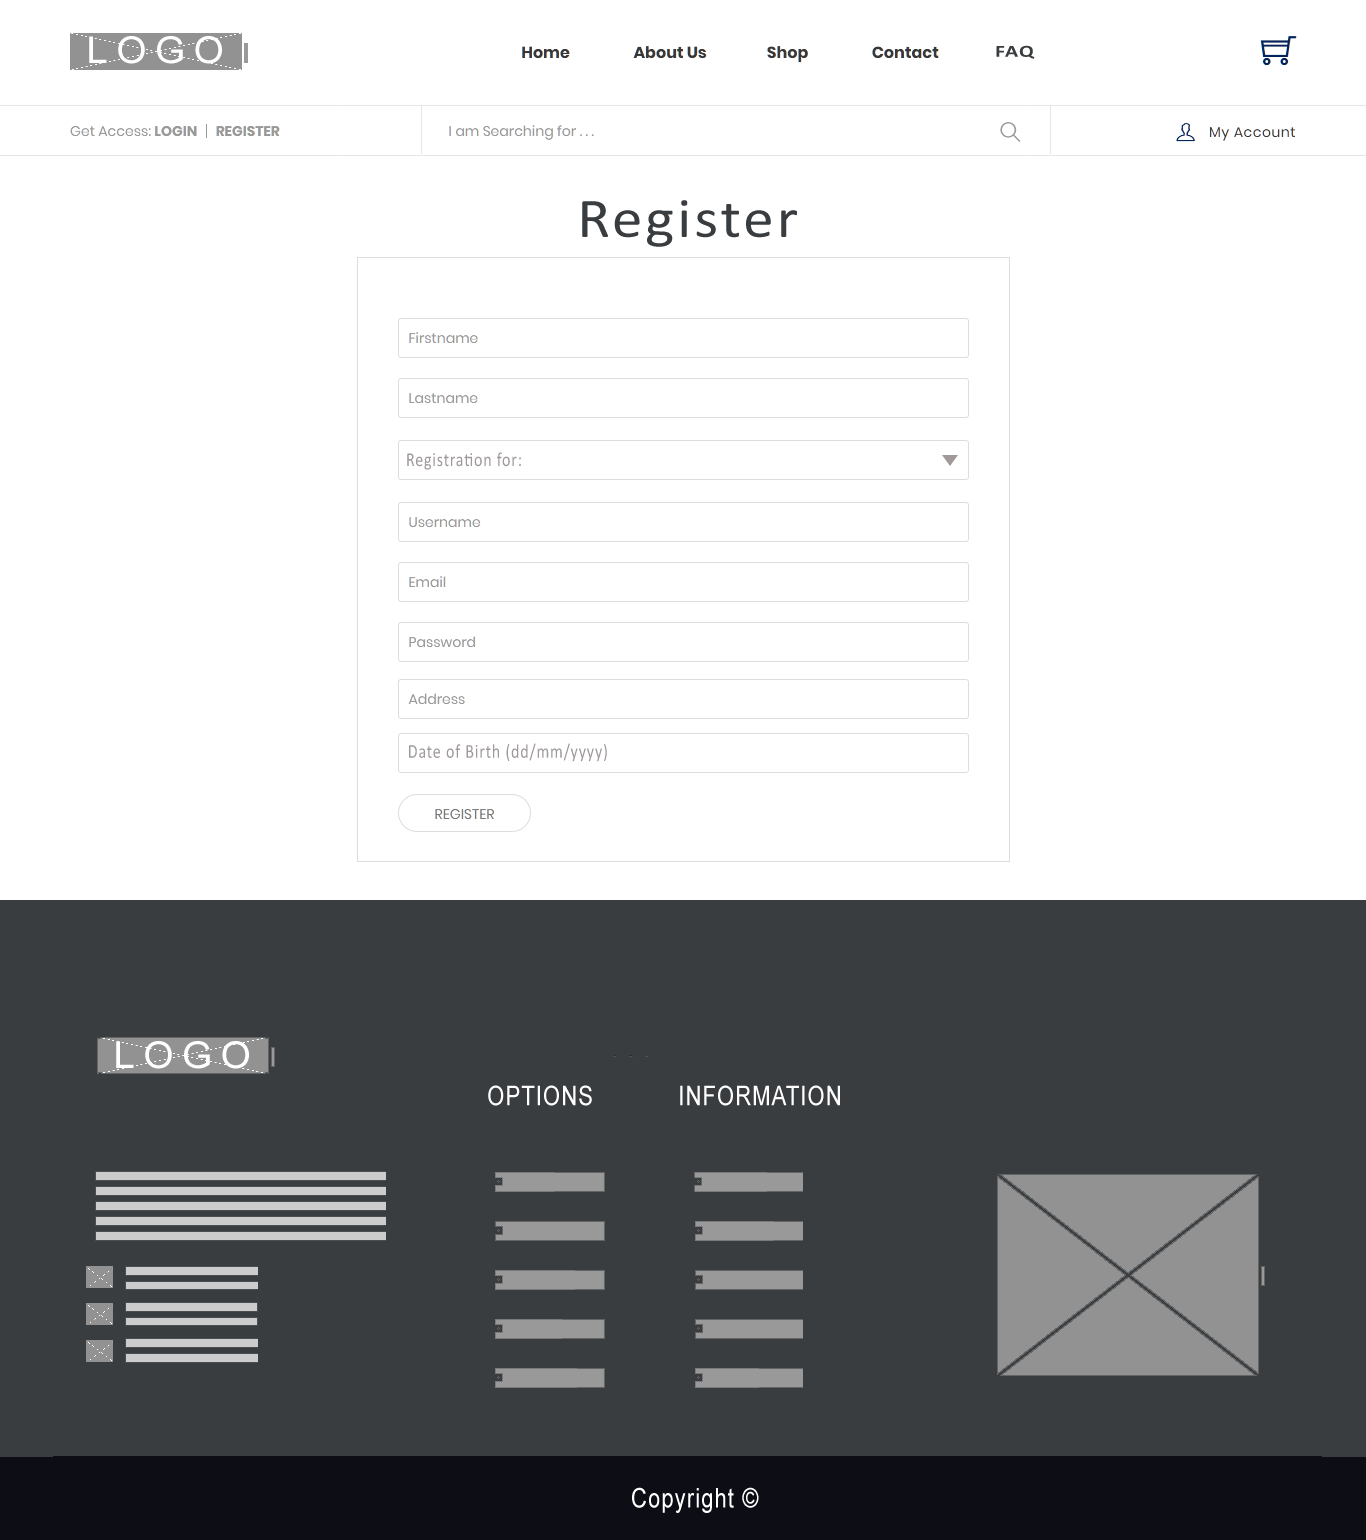 LOGO
Home
About Us
Shop
Contact
FAQ
Get Access: LOGIN | REGISTER
I am Searching for . . .
My Account
Register
Firstname
Lastname
Registration for:
Username
Email
Password
Address
Date of Birth (dd/mm/yyyy)
REGISTER
LOGO
OPTIONS
INFORMATION
Copyright ©